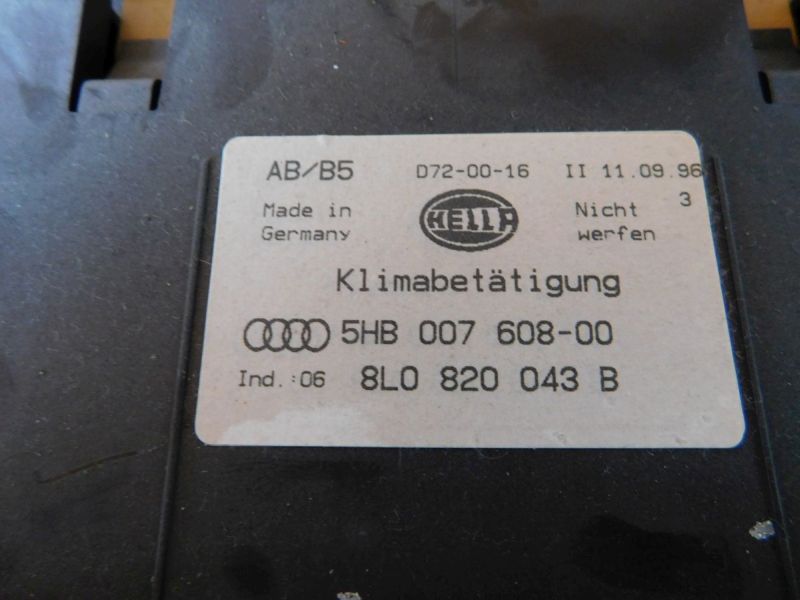 AB/B5 D72-00-16 II 11.09.96
3
Made in Germany
HELLA
Nicht werfen
Klimabetätigung
5HB 007 608-00
Ind.:06 8L0 820 043 B